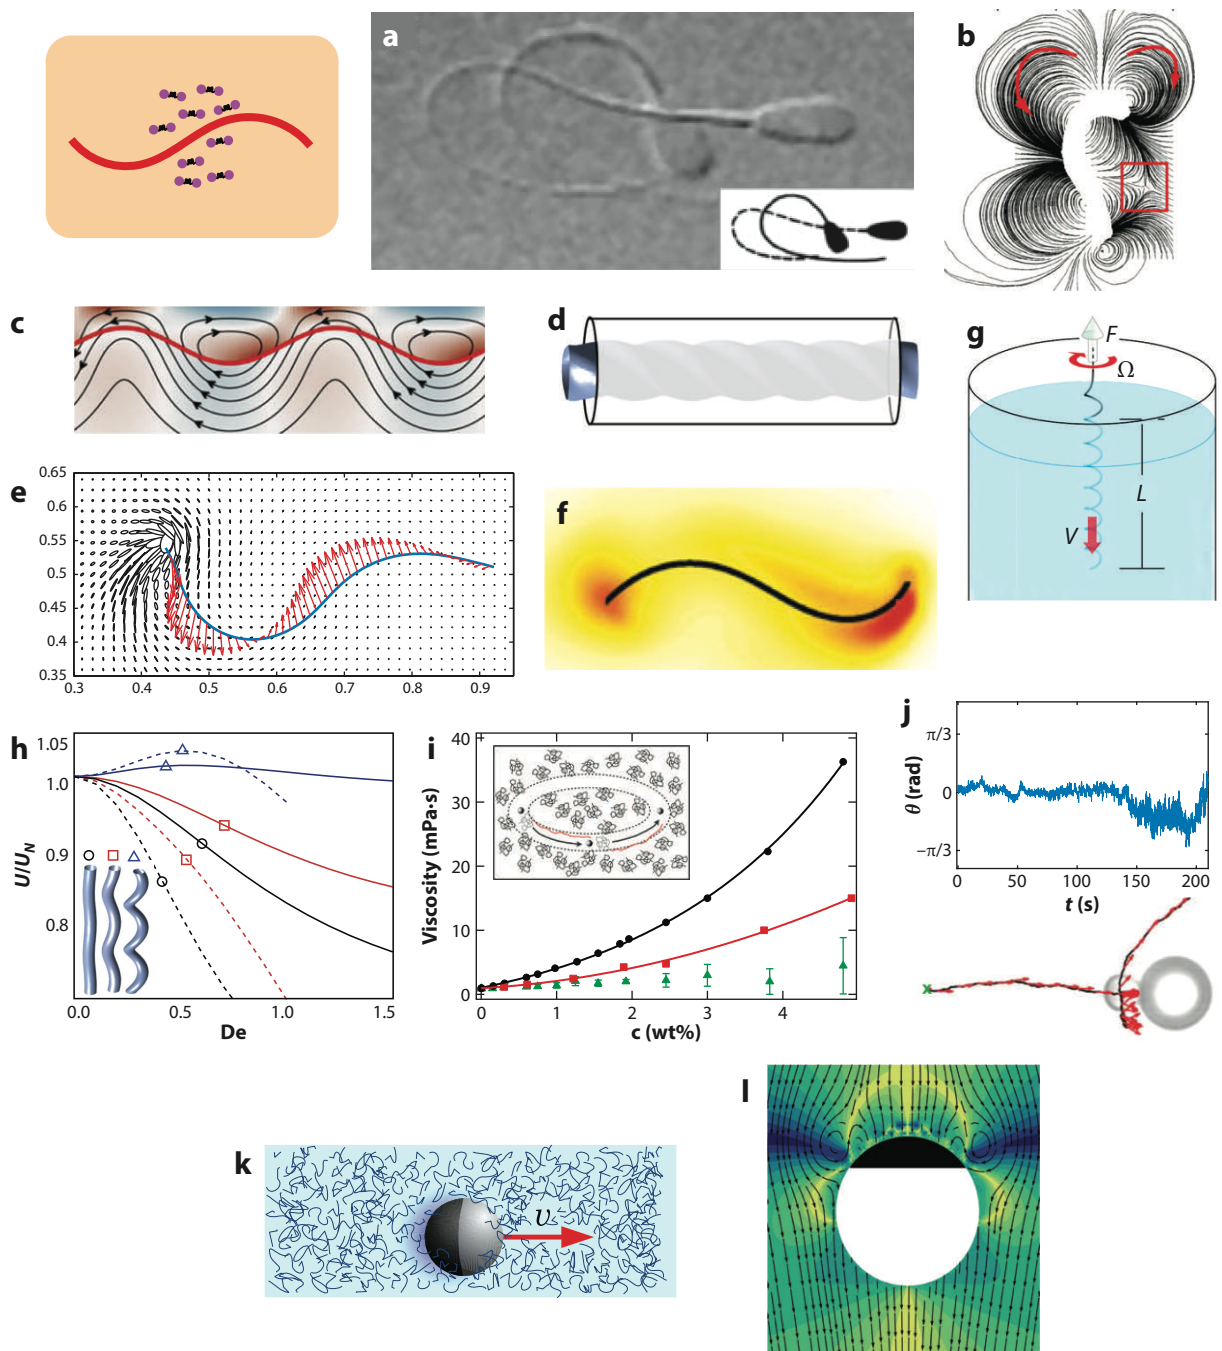 a
b
c
d
g
F
Ω
L
V
e
0.65
0.6
0.55
0.5
0.45
0.4
0.35
0.3
0.4
0.5
0.6
0.7
0.8
0.9
f
h
1.05
1.0
0.9
0.8
U/U_N
0.0
0.5
1.0
1.5
De
i
40
30
20
10
0
Viscosity (mPa·s)
0
1
2
3
4
c (wt%)
j
π/3
0
−π/3
θ (rad)
0
50
100
150
200
t (s)
x
k
υ
l